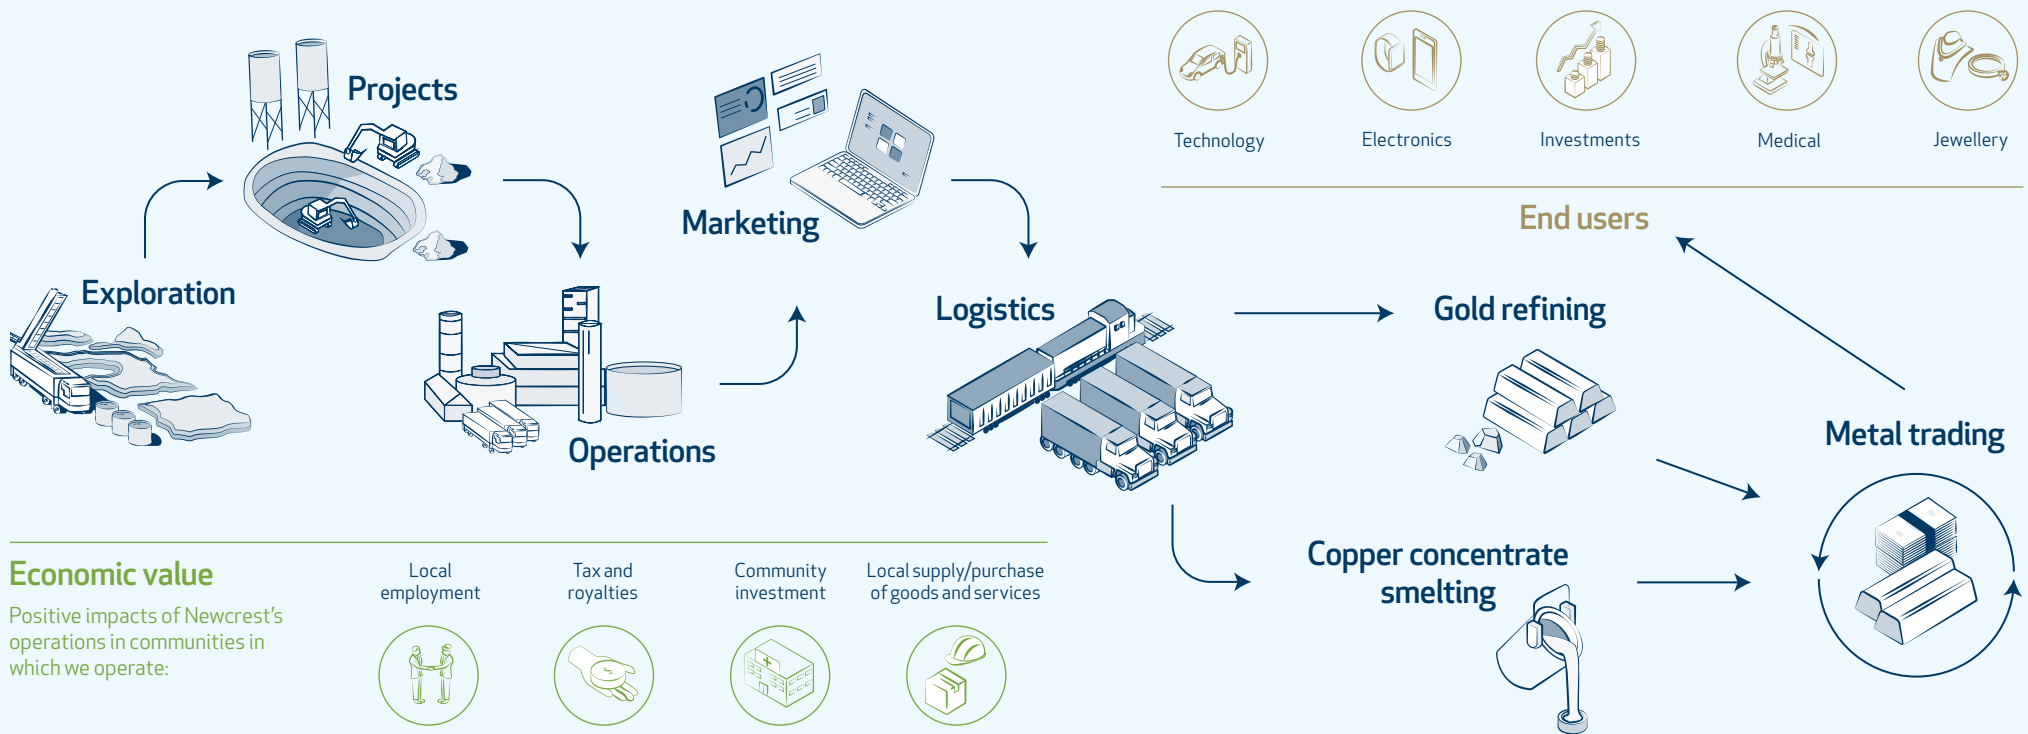 Projects
Exploration
Operations
Marketing
Logistics
Technology
Electronics
Investments
Medical
Jewellery
End users
Gold refining
Metal trading
Copper concentrate
smelting
Economic value
Positive impacts of Newcrest's
operations in communities in
which we operate:
Local
employment
Tax and
royalties
Community
investment
Local supply/purchase
of goods and services